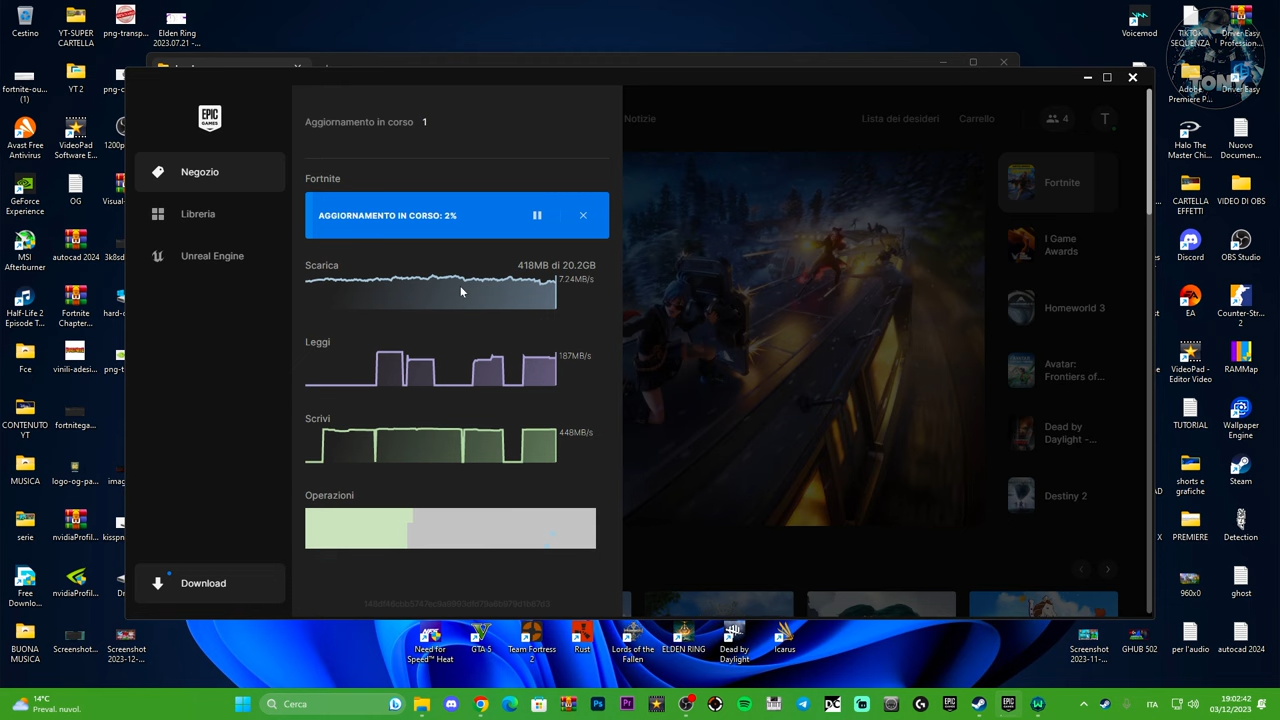 Cestino
YT-SUPER
CARTELLA
png-transp...
Elden Ring
2023.07.21 -...
fortnite-ou...
(1)
YT 2
Avast Free
Antivirus
VideoPad
Software E...
GeForce
Experience
OG
MSI
Afterburner
autocad 2024
Half-Life 2
Episode T...
Fortnite
Chapter...
Fce
vinili-adesi...
CONTENUTO
YT
fortnitega...
MUSICA
logo-og-pa...
serie
nvidiaProfil...
Free
Downlo...
nvidiaProfil...
BUONA
MUSICA
Screenshot...
Screenshot
2023-12-...
EPIC
GAMES
Negozio
Libreria
Unreal Engine
Download
Aggiornamento in corso 1
Fortnite
AGGIORNAMENTO IN CORSO: 2%
Scarica
418MB di 20.2GB
7.24MB/s
Leggi
187MB/s
Scrivi
448MB/s
Operazioni
Notizie
Lista dei desideri
Carrello
4
T
Fortnite
I Game
Awards
Homeworld 3
Avatar:
Frontiers of...
Dead by
Daylight -...
Destiny 2
Voicemod
TIKTOK
SEQUENZA
Driver Easy
Profession...
TONY
Adobe
Premiere P...
Driver Easy
Halo The
Master Chi...
Nuovo
Documen...
CARTELLA
EFFETTI
VIDEO DI OBS
Discord
OBS Studio
EA
Counter-Str...
2
VideoPad -
Editor Video
RAMMap
TUTORIAL
Wallpaper
Engine
shorts e
grafiche
Steam
PREMIERE
Detection
960x0
ghost
Need for
Speed™ Heat
GTA 5
Team Fortress
2
Rust
Lords of the
Fallen
ELDEN RING
Dead by
Daylight
Icarus
Screenshot
2023-11-...
GHUB 502
per l'audio
autocad 2024
14°C
Preval. nuvol.
Cerca
ITA
19:02:42
03/12/2023